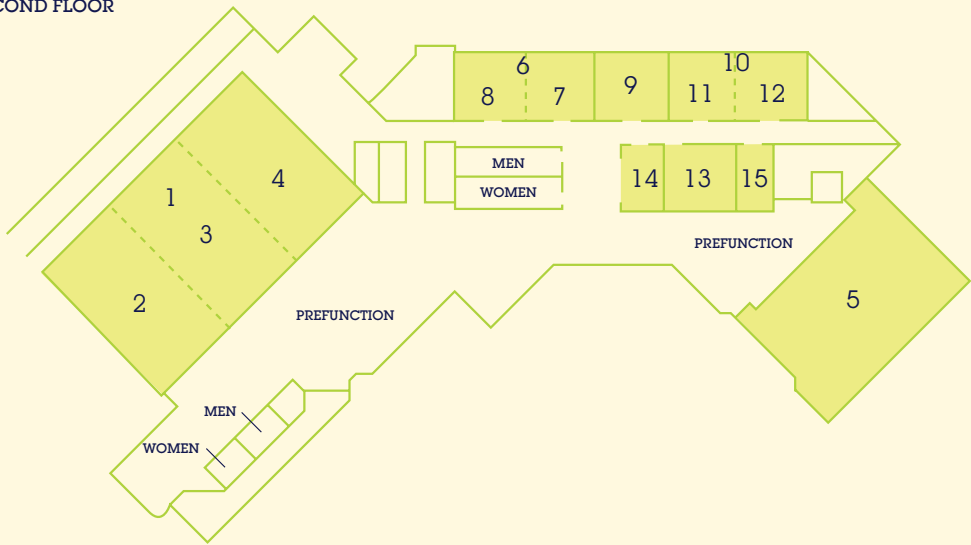 COND FLOOR
6
10
8
7
9
11
12
MEN
WOMEN
14
13
15
4
1
3
2
PREFUNCTION
5
PREFUNCTION
MEN
WOMEN